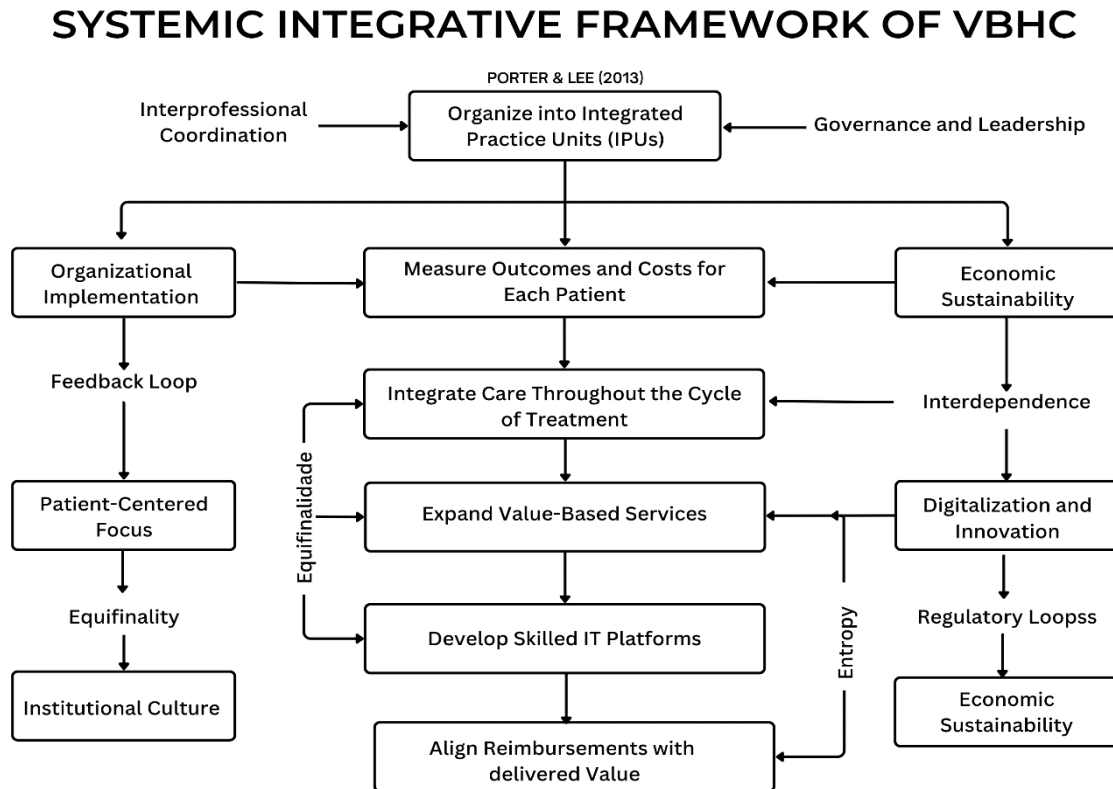 SYSTEMIC INTEGRATIVE FRAMEWORK OF VBHC
PORTER & LEE (2013)
Interprofessional
Coordination
Organize into Integrated
Practice Units (IPUs)
Governance and Leadership
Organizational
Implementation
Measure Outcomes and Costs for
Each Patient
Economic
Sustainability
Feedback Loop
Integrate Care Throughout the Cycle
of Treatment
Interdependence
Equifinalidade
Patient-Centered
Focus
Expand Value-Based Services
Digitalization and
Innovation
Equifinality
Develop Skilled IT Platforms
Entropy
Regulatory Loopss
Institutional Culture
Economic
Sustainability
Align Reimbursements with
delivered Value